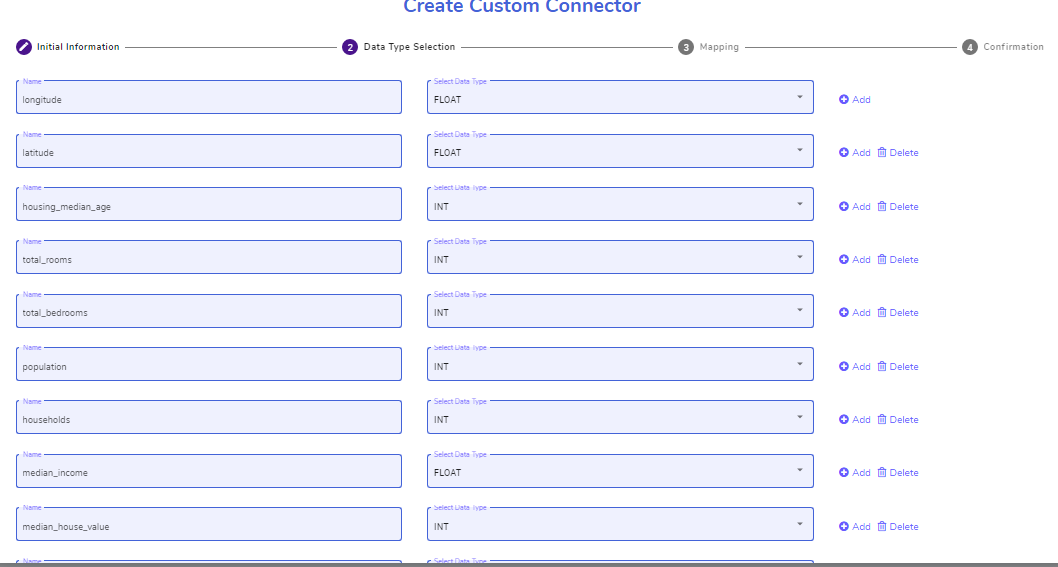 Create Custom Connector
Initial Information 2 Data Type Selection 3 Mapping 4 Confirmation
Name Select Data Type
longitude FLOAT Add
Name Select Data Type
latitude FLOAT Add Delete
Name Select Data Type
housing_median_age INT Add Delete
Name Select Data Type
total_rooms INT Add Delete
Name Select Data Type
total_bedrooms INT Add Delete
Name Select Data Type
population INT Add Delete
Name Select Data Type
households INT Add Delete
Name Select Data Type
median_income FLOAT Add Delete
Name Select Data Type
median_house_value INT Add Delete
Name Select Data Type